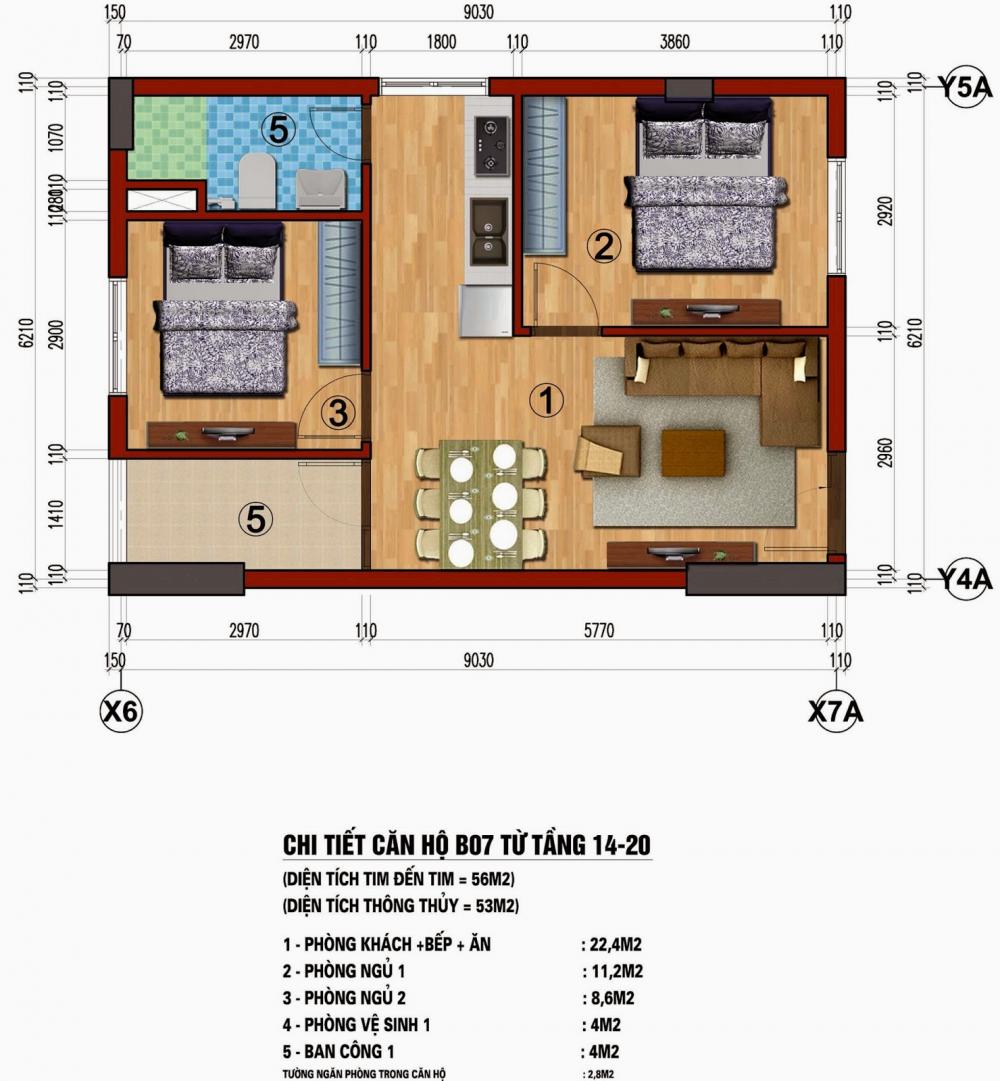 150 9030 110
70 2970 110 1800 110 3860 110
110 110 110 110 Y5A
1070
110
280
110
5
2
2920
6210 2900 110 6210
1
3
110 2960
5
1410
110 110 110 110 Y4A
70 2970 110 5770 110
150 9030 110
X6 X7A
CHI TIẾT CĂN HỘ B07 TỪ TẦNG 14-20
(DIỆN TÍCH TIM ĐẾN TIM = 56M2)
(DIỆN TÍCH THÔNG THỦY = 53M2)
1 - PHÒNG KHÁCH +BẾP + ĂN : 22,4M2
2 - PHÒNG NGỦ 1 : 11,2M2
3 - PHÒNG NGỦ 2 : 8,6M2
4 - PHÒNG VỆ SINH 1 : 4M2
5 - BAN CÔNG 1 : 4M2
TƯỜNG NGĂN PHÒNG TRONG CĂN HỘ : 2,8M2